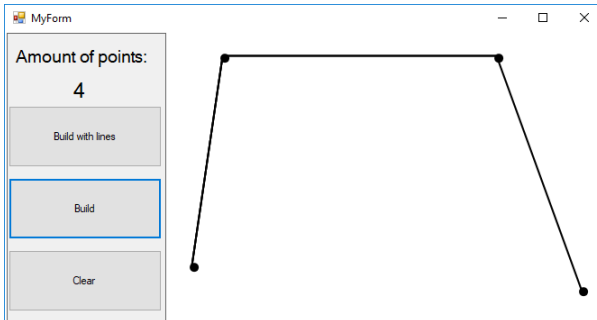 MyForm
Amount of points:
4
Build with lines
Build
Clear